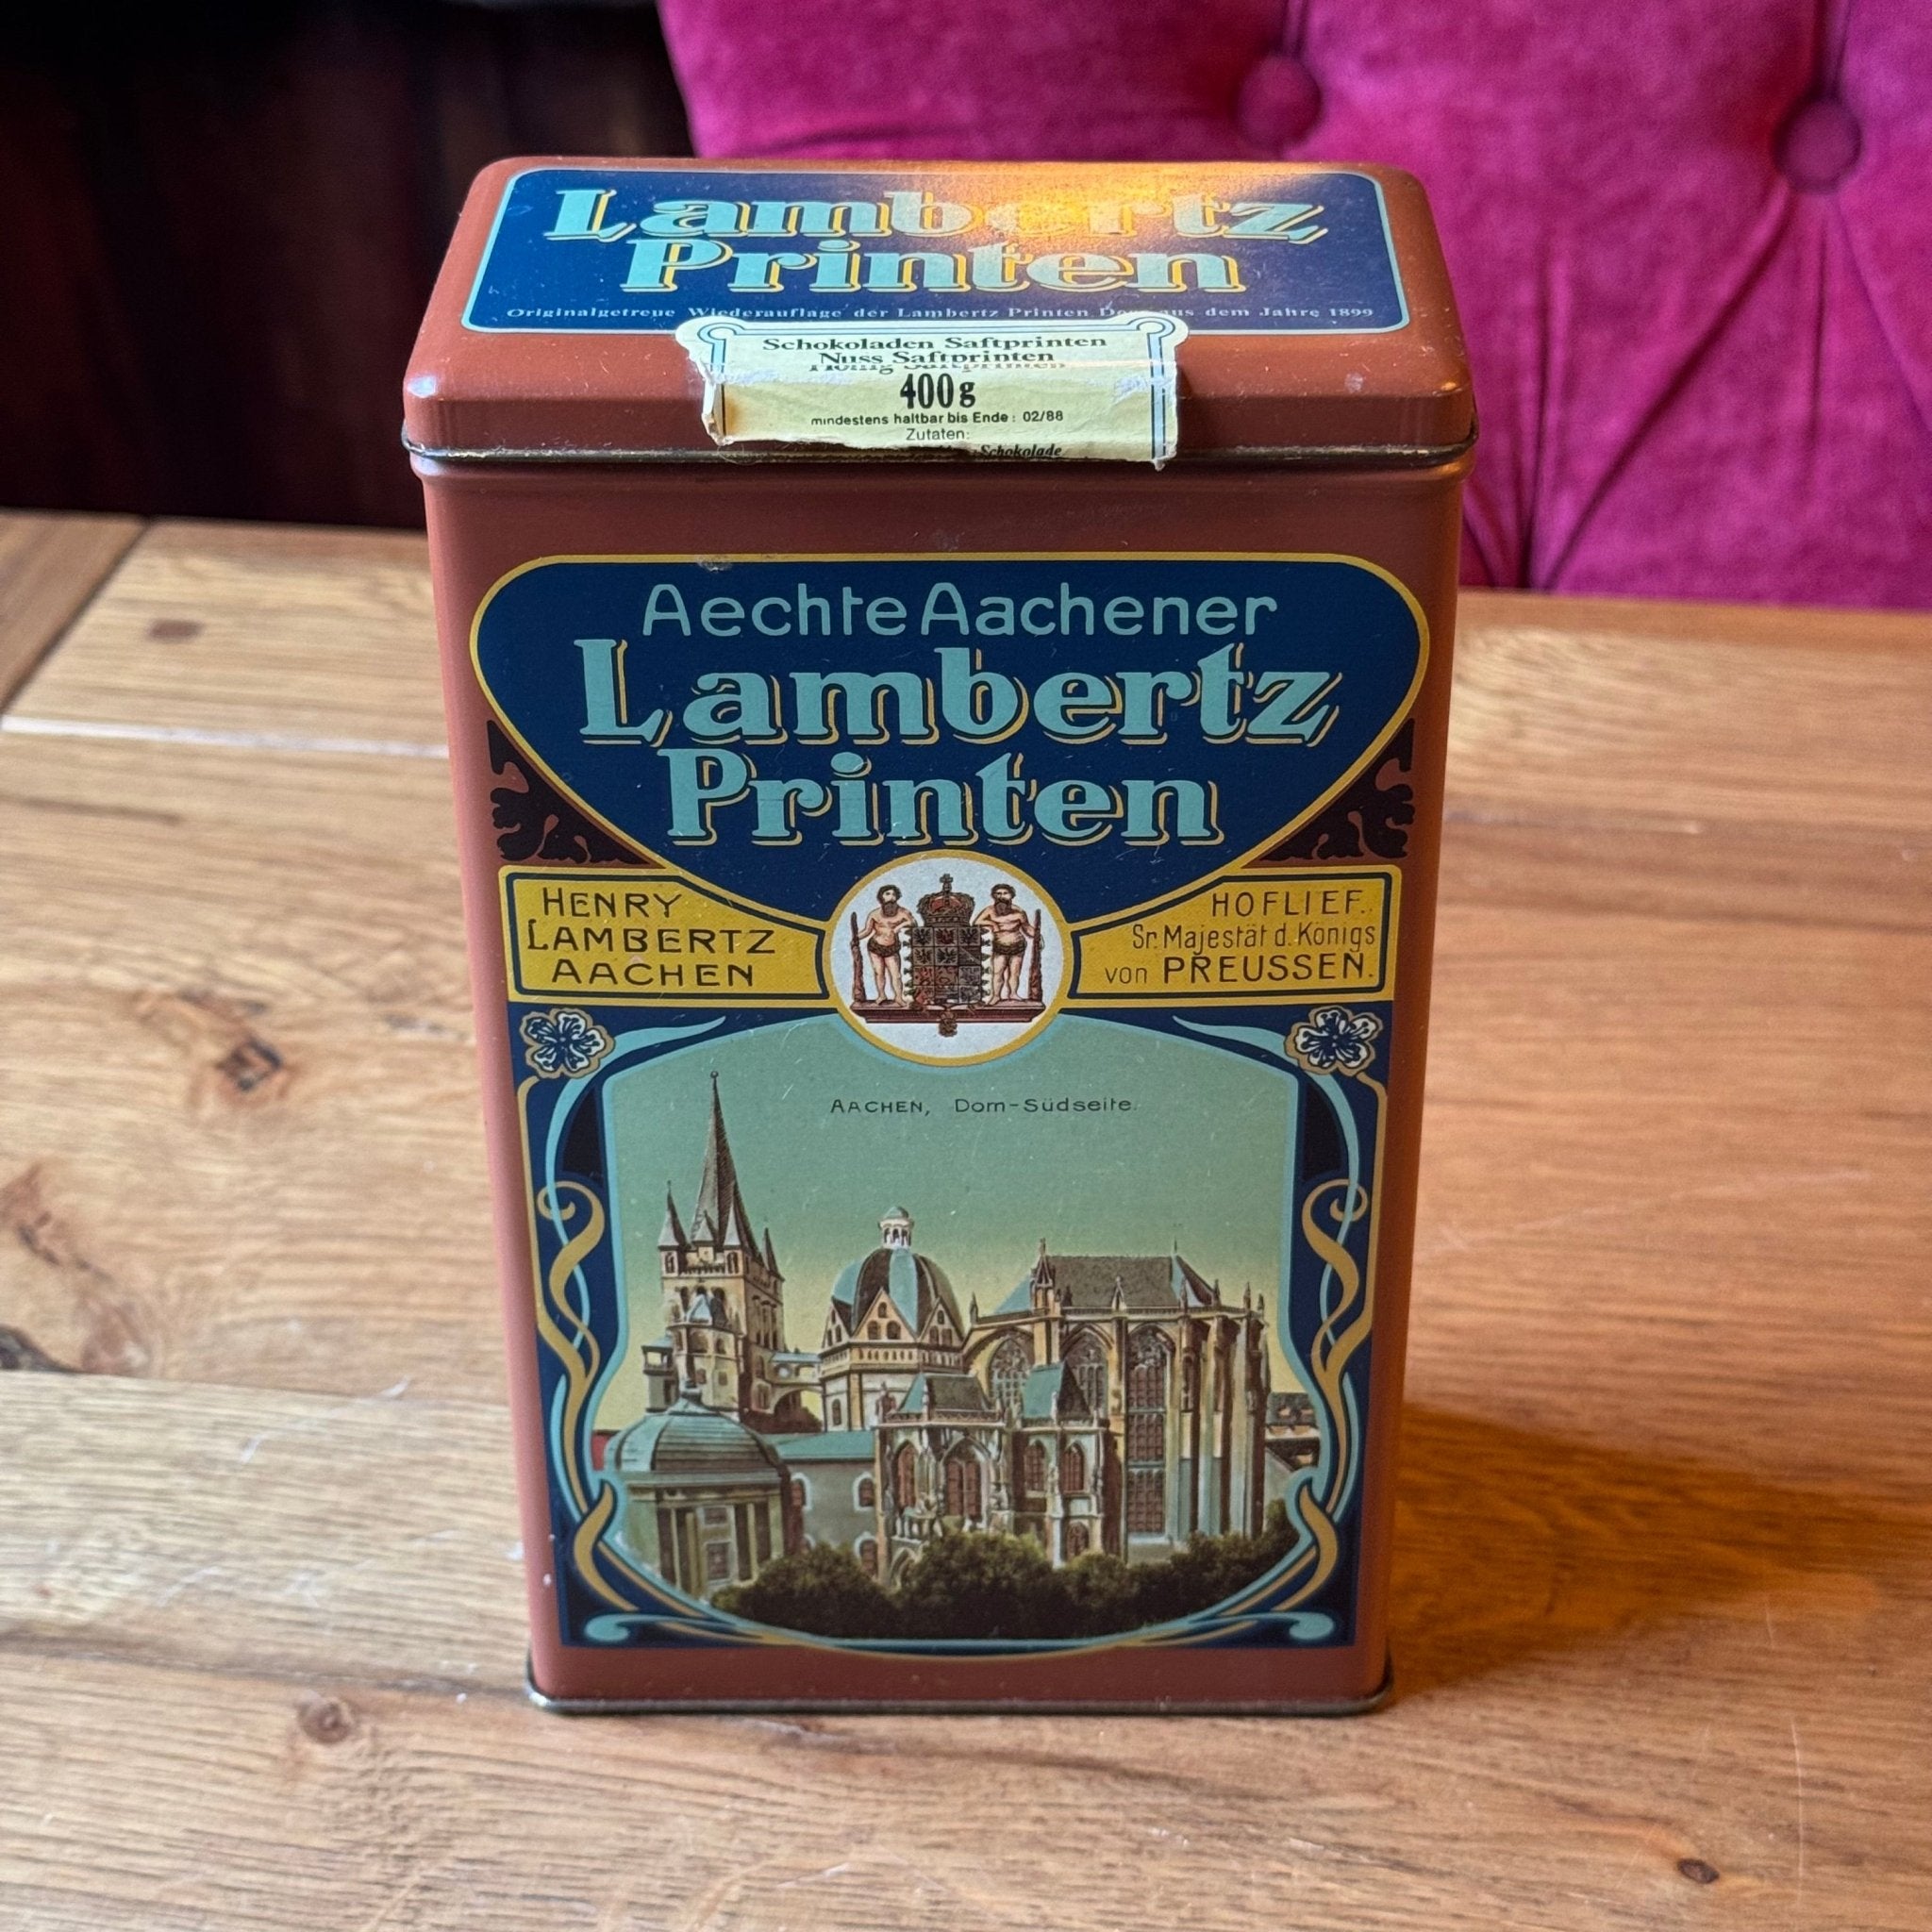 Lambertz
Printen
Originalgetreue Wiederauflage der Lambertz Printen Dose aus dem Jahre 1899
Schokoladen Saftprinten
Nuss Saftprinten
Honig Saftprinten
400g
mindestens haltbar bis Ende: 02/88
Zutaten:
Schokolade
Aechte Aachener
Lambertz
Printen
HENRY
LAMBERTZ
AACHEN
HOFLIEF.
Sr. Majestät d. Königs
von PREUSSEN.
AACHEN, Dom-Südseite.